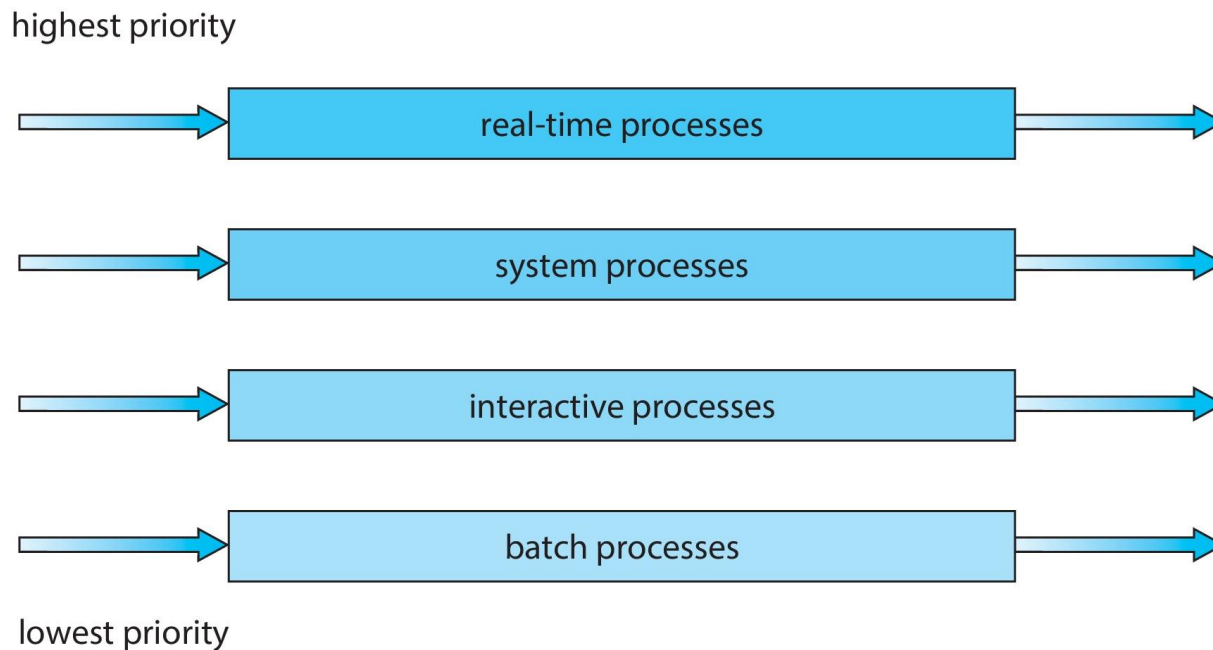 highest priority
real-time processes
system processes
interactive processes
batch processes
lowest priority